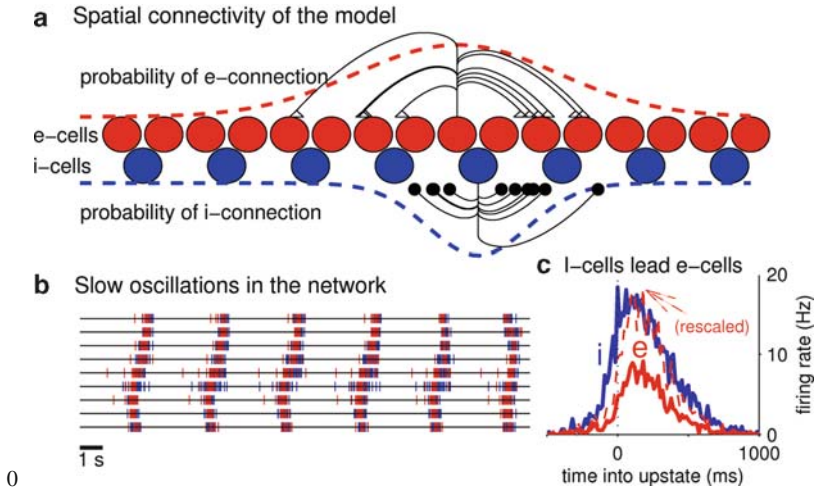 a Spatial connectivity of the model
probability of e-connection
e-cells
i-cells
probability of i-connection
b Slow oscillations in the network
1 s
c I-cells lead e-cells
20
(rescaled)
i
e
10
firing rate (Hz)
0
0
1000
time into upstate (ms)
0